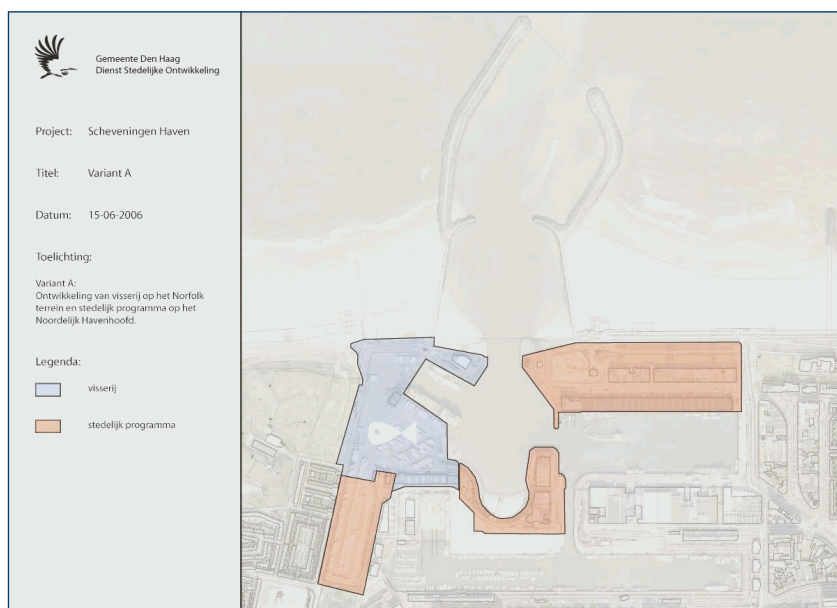 Gemeente Den Haag
Dienst Stedelijke Ontwikkeling
Project: Scheveningen Haven
Titel: Variant A
Datum: 15-06-2006
Toelichting:
Variant A:
Ontwikkeling van visserij op het Norfolk
terrein en stedelijk programma op het
Noordelijk Havenhoofd.
Legenda:
visserij
stedelijk programma